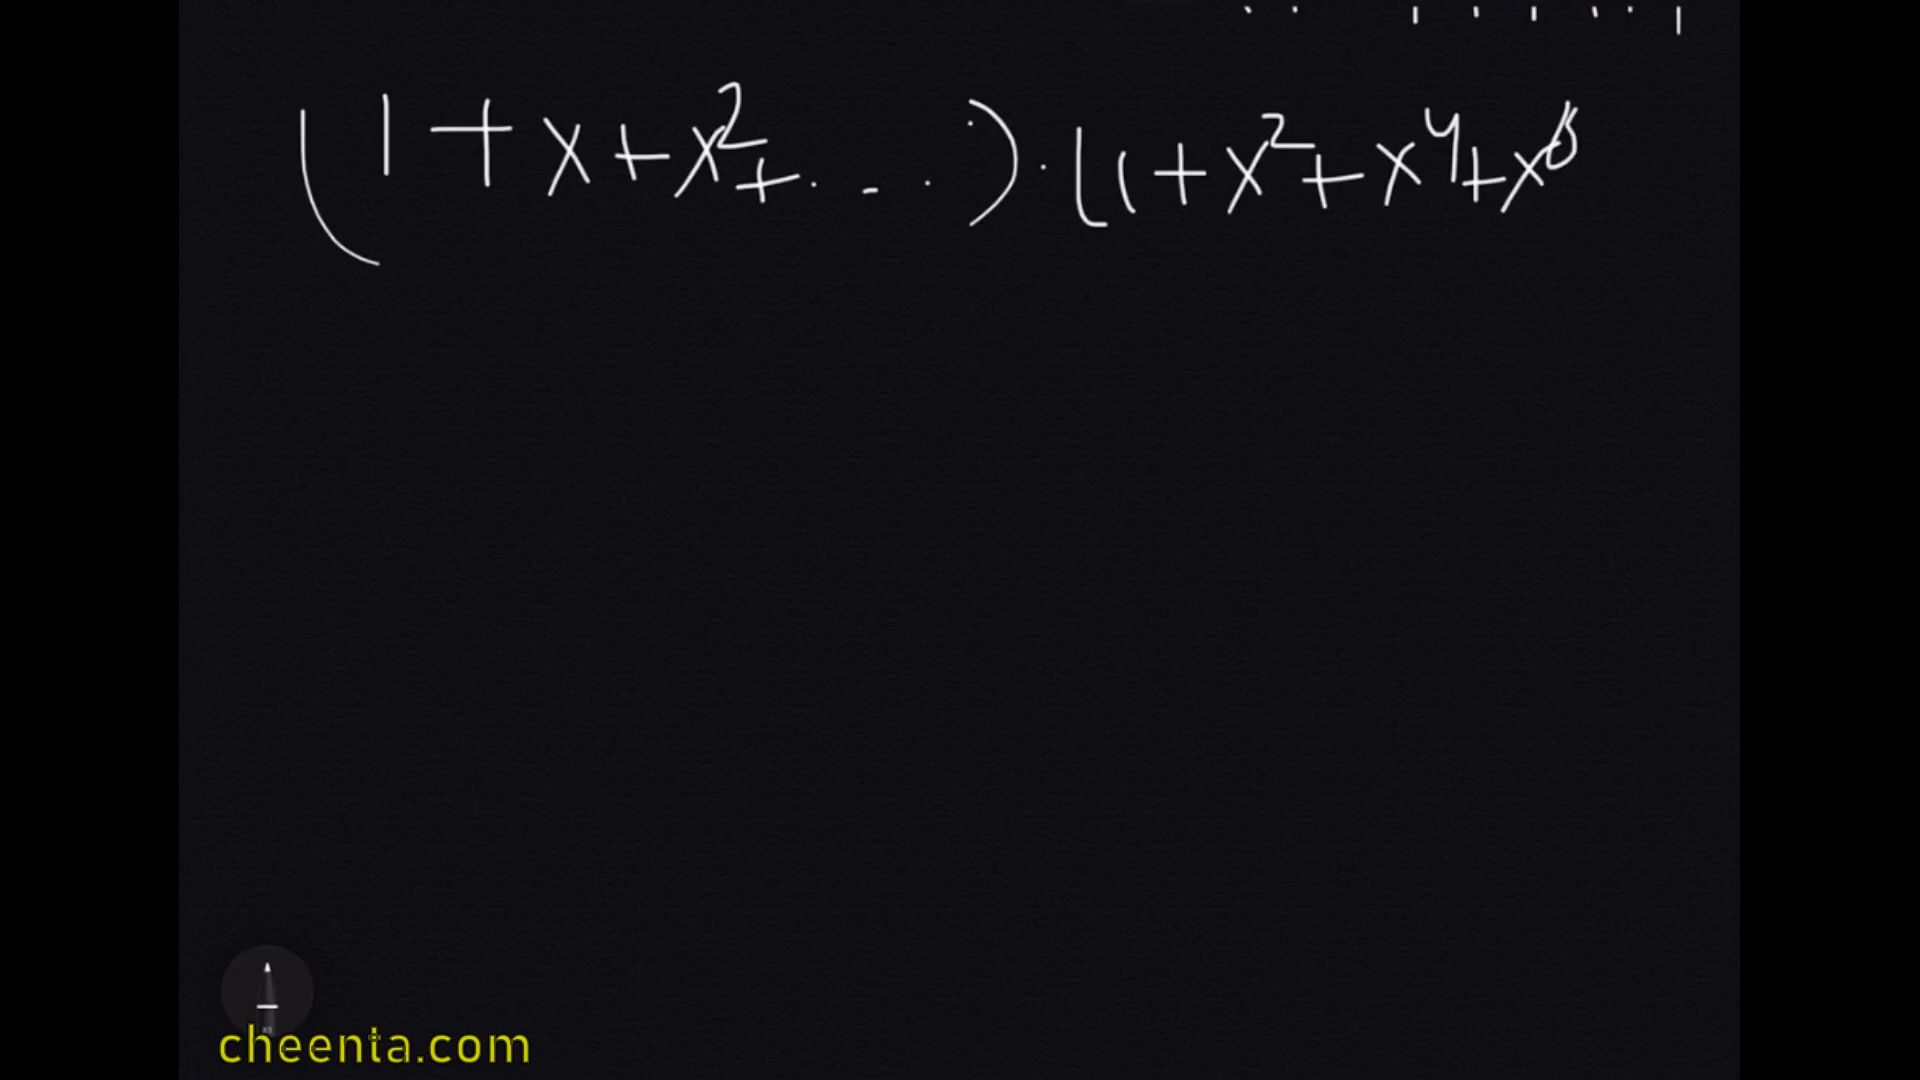 (1 + x + x² + . - . .) . (1 + x² + x⁴ + x⁶
cheenta.com